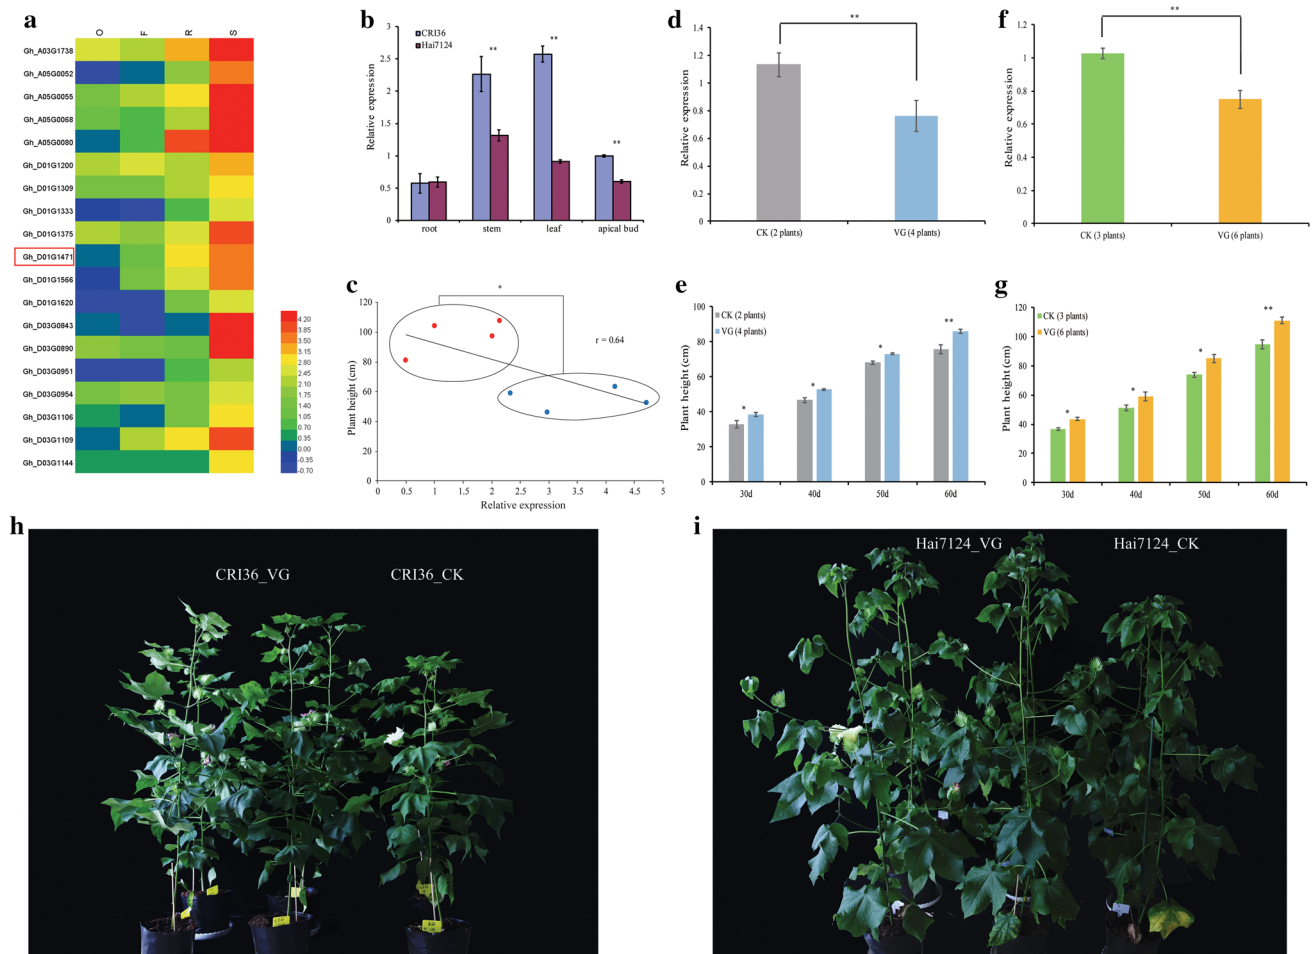 a
O F R S
Gh_A03G1738
Gh_A05G0052
Gh_A05G0055
Gh_A05G0068
Gh_A05G0080
Gh_D01G1200
Gh_D01G1309
Gh_D01G1333
Gh_D01G1375
Gh_D01G1471
Gh_D01G1566
Gh_D01G1620
Gh_D03G0843
Gh_D03G0890
Gh_D03G0951
Gh_D03G0954
Gh_D03G1106
Gh_D03G1109
Gh_D03G1144
4.20
3.85
3.50
3.15
2.80
2.45
2.10
1.75
1.40
1.05
0.70
0.35
0.00
-0.35
-0.70
b
CRI36
Hai7124
Relative expression
3
2.5
2
1.5
1
0.5
0
** ** **
root stem leaf apical bud
c
*
r = 0.64
Plant height (cm)
120
100
80
60
40
20
0
0 0.5 1 1.5 2 2.5 3 3.5 4 4.5 5
Relative expression
d
**
Relative expression
1.4
1.2
1
0.8
0.6
0.4
0.2
0
CK (2 plants) VG (4 plants)
e
CK (2 plants)
VG (4 plants)
Plant height (cm)
100
80
60
40
20
0
* * * **
30d 40d 50d 60d
f
**
Relative expression
1.2
1
0.8
0.6
0.4
0.2
0
CK (3 plants) VG (6 plants)
g
CK (3 plants)
VG (6 plants)
Plant height (cm)
120
100
80
60
40
20
0
* * * **
30d 40d 50d 60d
h
CRI36_VG CRI36_CK
i
Hai7124_VG Hai7124_CK